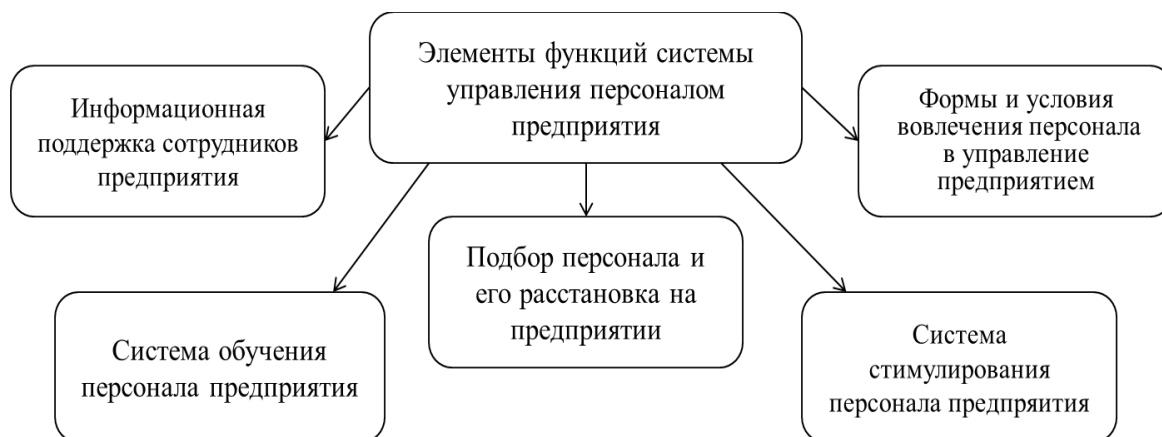 Элементы функций системы
управления персоналом
предприятия
Информационная
поддержка сотрудников
предприятия
Формы и условия
вовлечения персонала
в управление
предприятием
Подбор персонала и
его расстановка на
предприятии
Система обучения
персонала предприятия
Система
стимулирования
персонала предпряития